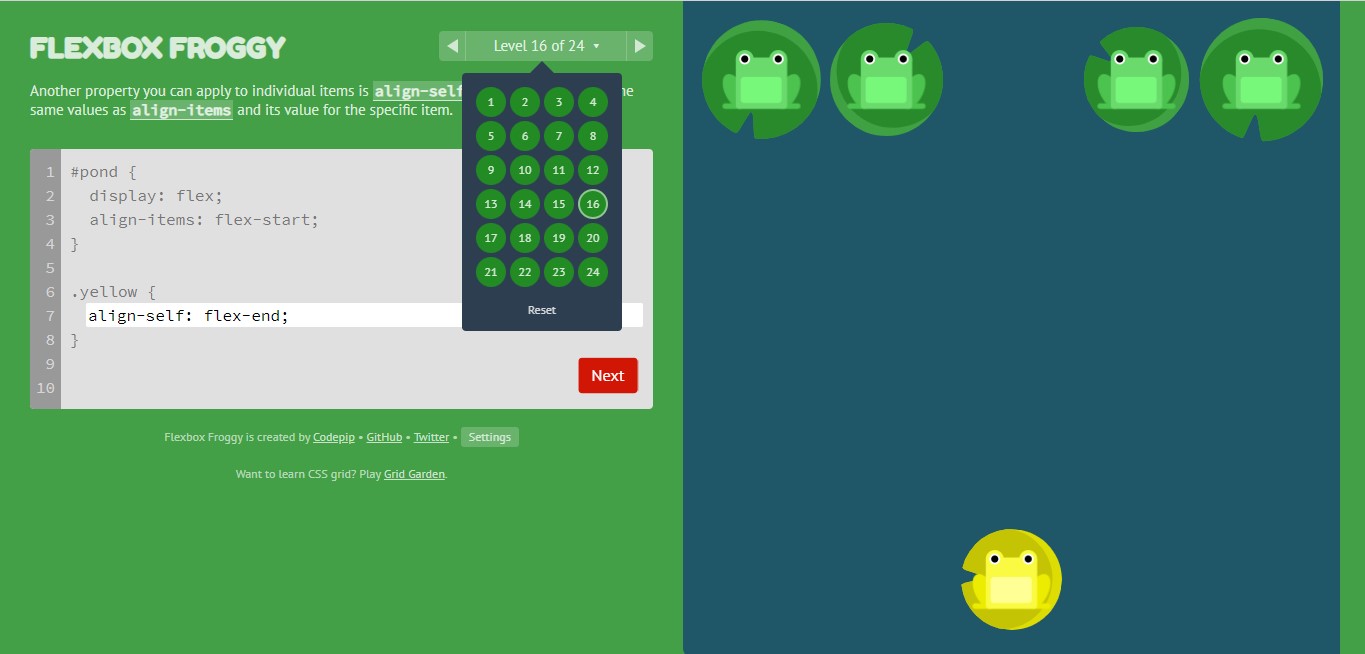 FLEXBOX FROGGY
◀ Level 16 of 24 ▾ ▶
Another property you can apply to individual items is align-self
same values as align-items and its value for the specific item.
1 2 3 4
5 6 7 8
9 10 11 12
13 14 15 16
17 18 19 20
21 22 23 24
Reset
1 #pond {
2 display: flex;
3 align-items: flex-start;
4 }
5
6 .yellow {
7 align-self: flex-end;
8 }
9
10
Next
Flexbox Froggy is created by Codepip • GitHub • Twitter • Settings
Want to learn CSS grid? Play Grid Garden.